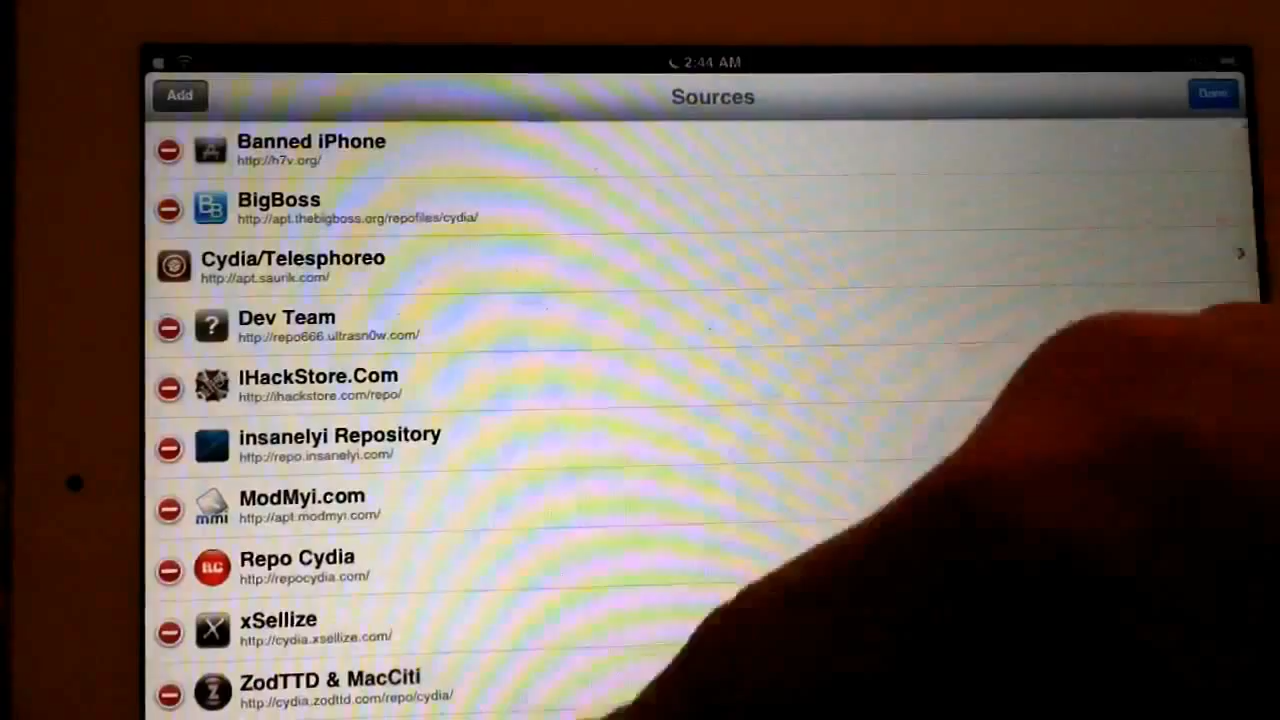 2:44 AM
Add
Sources
Done
Banned iPhone
http://h7v.org/
BB
BigBoss
http://apt.thebigboss.org/repofiles/cydia/
Cydia/Telesphoreo
http://apt.saurik.com/
?
Dev Team
http://repo666.ultrasn0w.com/
IHackStore.Com
http://ihackstore.com/repo/
insanelyi Repository
http://repo.insanelyi.com/
mmi
ModMyi.com
http://apt.modmyi.com/
RC
Repo Cydia
http://repocydia.com/
X
xSellize
http://cydia.xsellize.com/
Z
ZodTTD & MacCiti
http://cydia.zodttd.com/repo/cydia/